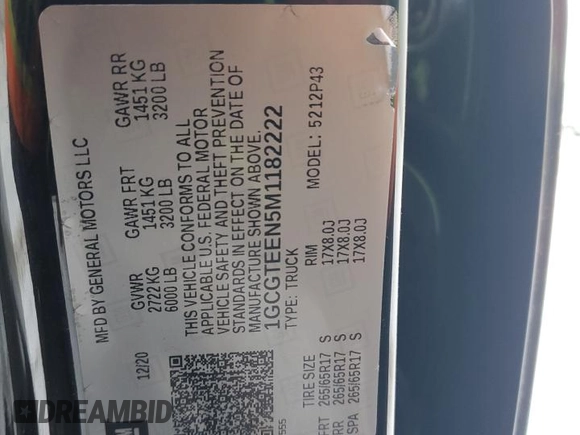 MFD BY GENERAL MOTORS LLC
12/20
GVWR
2722KG
6000 LB
GAWR FRT
1451 KG
3200 LB
GAWR RR
1451 KG
3200 LB
THIS VEHICLE CONFORMS TO ALL
APPLICABLE U.S. FEDERAL MOTOR
VEHICLE SAFETY AND THEFT PREVENTION
STANDARDS IN EFFECT ON THE DATE OF
MANUFACTURE SHOWN ABOVE.
1GCGTEEN5M1182222
TYPE: TRUCK
MODEL: 5212P43
TIRE SIZE
RIM
FRT 265/65R17 S 17X8.0J
RR 265/65R17 S 17X8.0J
SPA 265/65R17 S 17X8.0J
DREAMBID